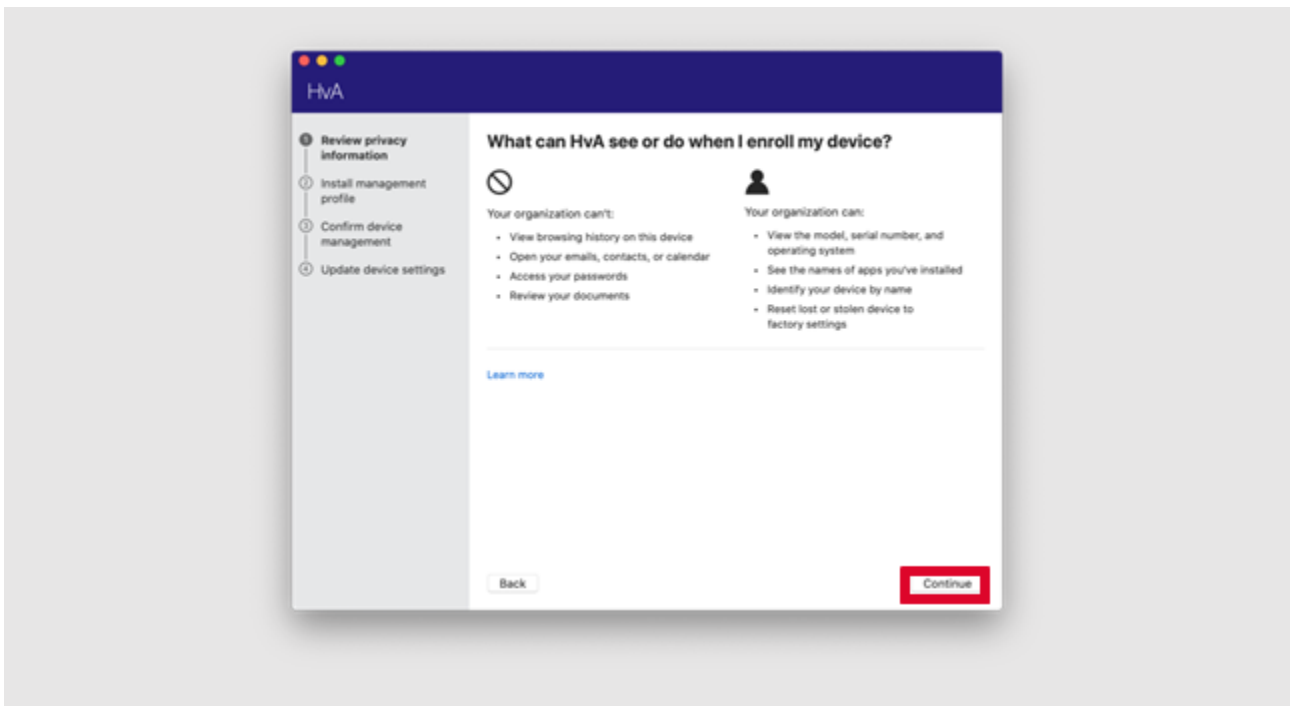 HvA
1 Review privacy
information
2 Install management
profile
3 Confirm device
management
4 Update device settings
What can HvA see or do when I enroll my device?
Your organization can't:
• View browsing history on this device
• Open your emails, contacts, or calendar
• Access your passwords
• Review your documents
Your organization can:
• View the model, serial number, and
operating system
• See the names of apps you've installed
• Identify your device by name
• Reset lost or stolen device to
factory settings
Learn more
Back
Continue